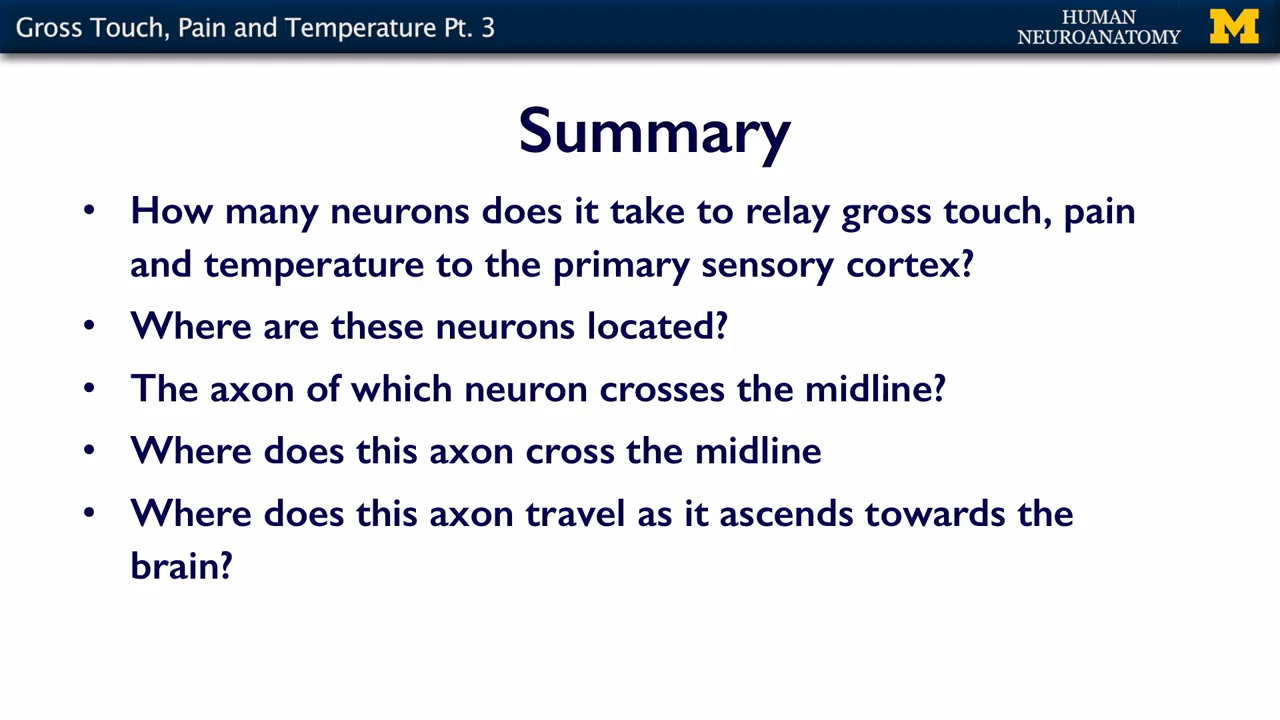 Gross Touch, Pain and Temperature Pt. 3
HUMAN
NEUROANATOMY
M
Summary
• How many neurons does it take to relay gross touch, pain
and temperature to the primary sensory cortex?
• Where are these neurons located?
• The axon of which neuron crosses the midline?
• Where does this axon cross the midline
• Where does this axon travel as it ascends towards the
brain?